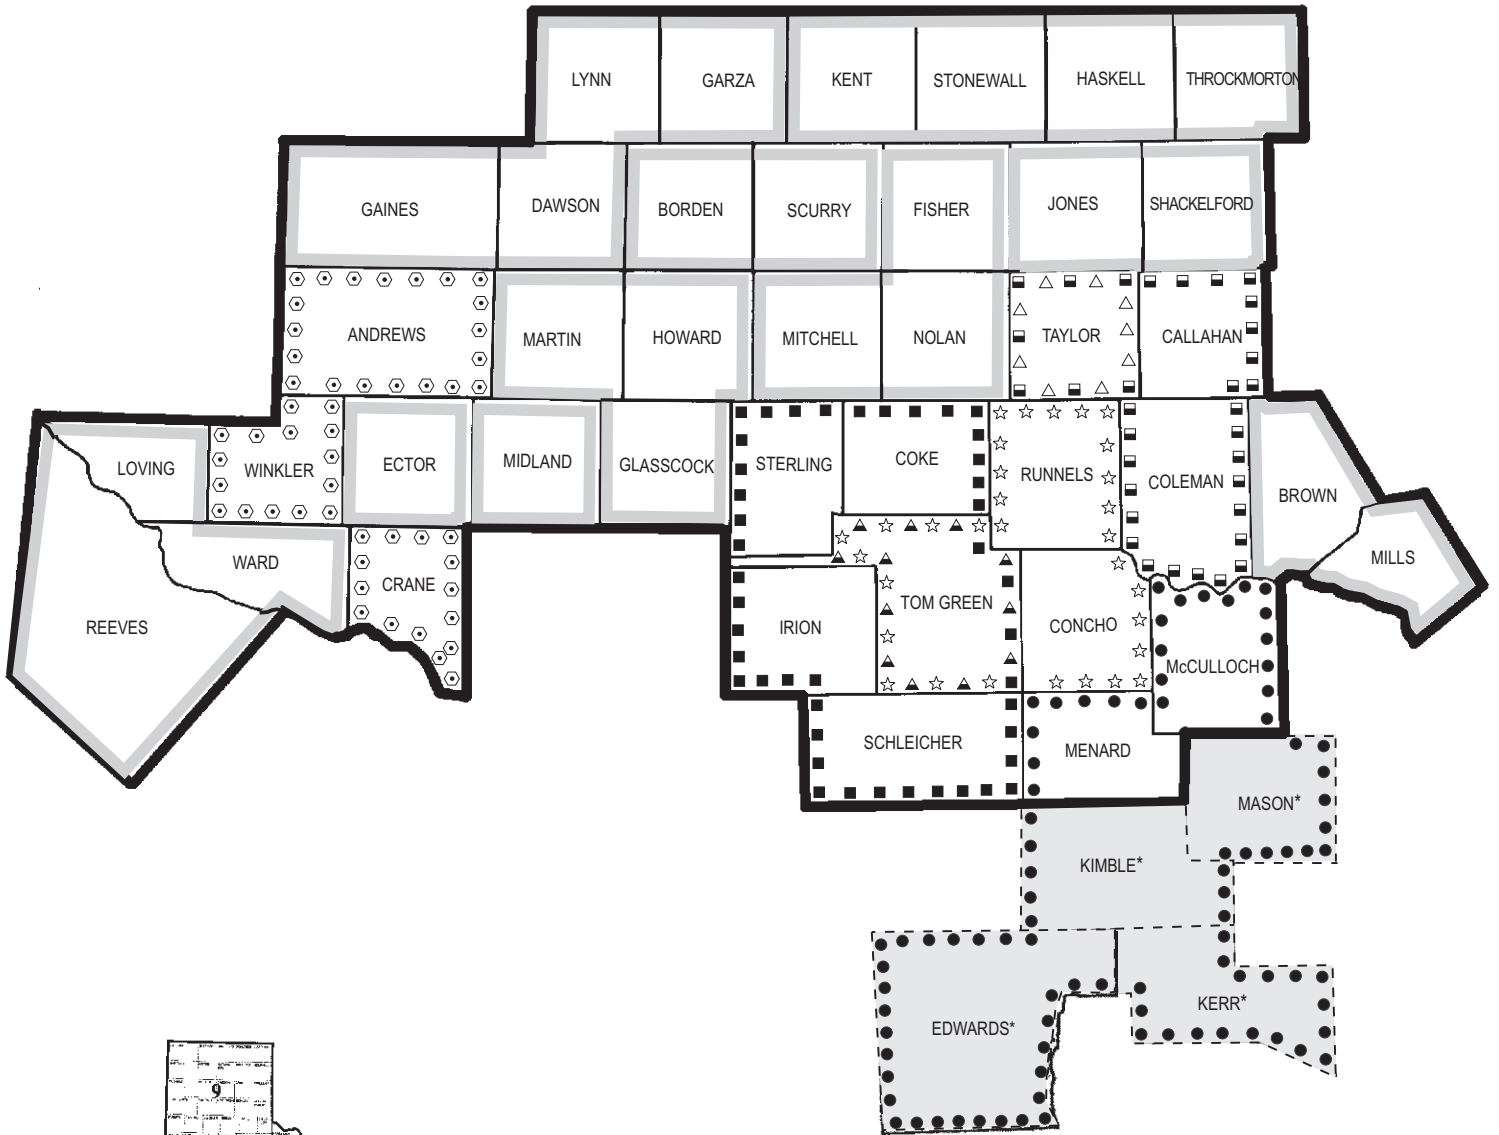 LYNN GARZA KENT STONEWALL HASKELL THROCKMORTON
GAINES DAWSON BORDEN SCURRY FISHER JONES SHACKELFORD
ANDREWS MARTIN HOWARD MITCHELL NOLAN TAYLOR CALLAHAN
LOVING WINKLER ECTOR MIDLAND GLASSCOCK STERLING COKE RUNNELS COLEMAN BROWN
WARD CRANE MILLS
REEVES IRION TOM GREEN CONCHO McCULLOCH
SCHLEICHER MENARD
MASON*
KIMBLE*
EDWARDS* KERR*
9